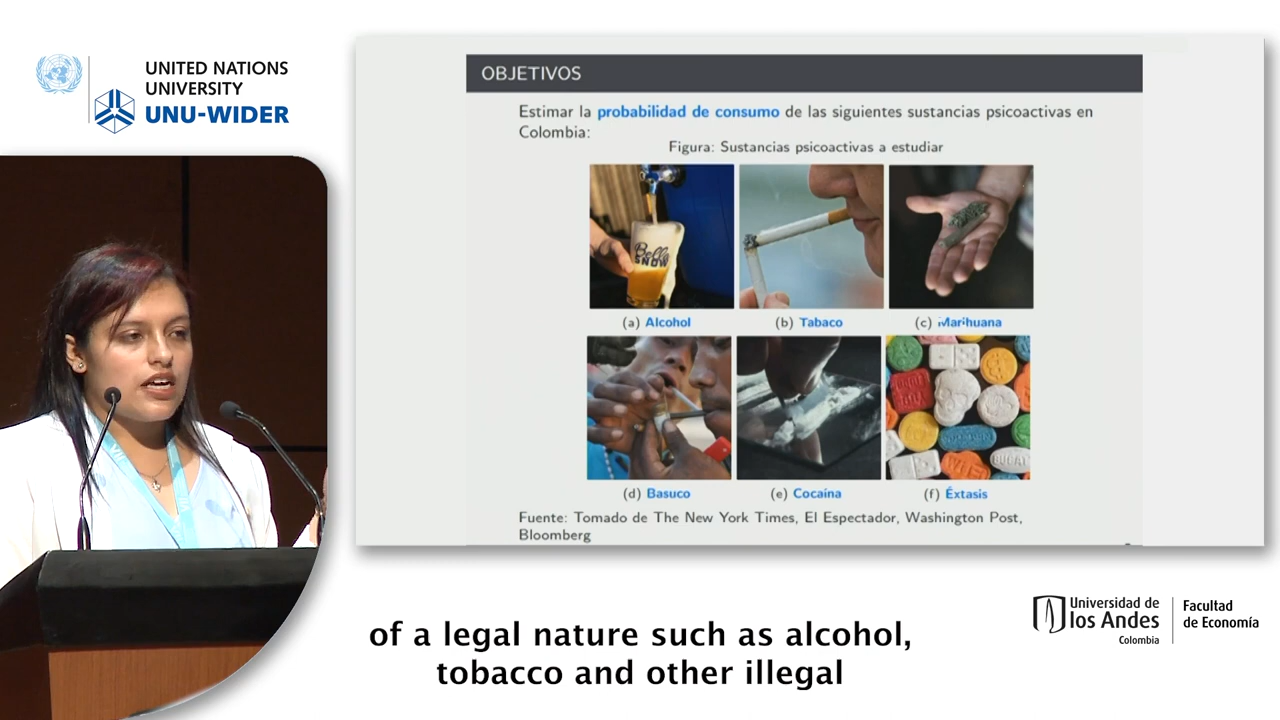 UNITED NATIONS
UNIVERSITY
UNU-WIDER
OBJETIVOS
Estimar la probabilidad de consumo de las siguientes sustancias psicoactivas en
Colombia:
Figura: Sustancias psicoactivas a estudiar
Bella
SNOW
(a) Alcohol
(b) Tabaco
(c) Marihuana
(d) Basuco
(e) Cocaína
(f) Éxtasis
Fuente: Tomado de The New York Times, El Espectador, Washington Post,
Bloomberg
Universidad de
los Andes
Colombia
Facultad
de Economía
of a legal nature such as alcohol,
tobacco and other illegal